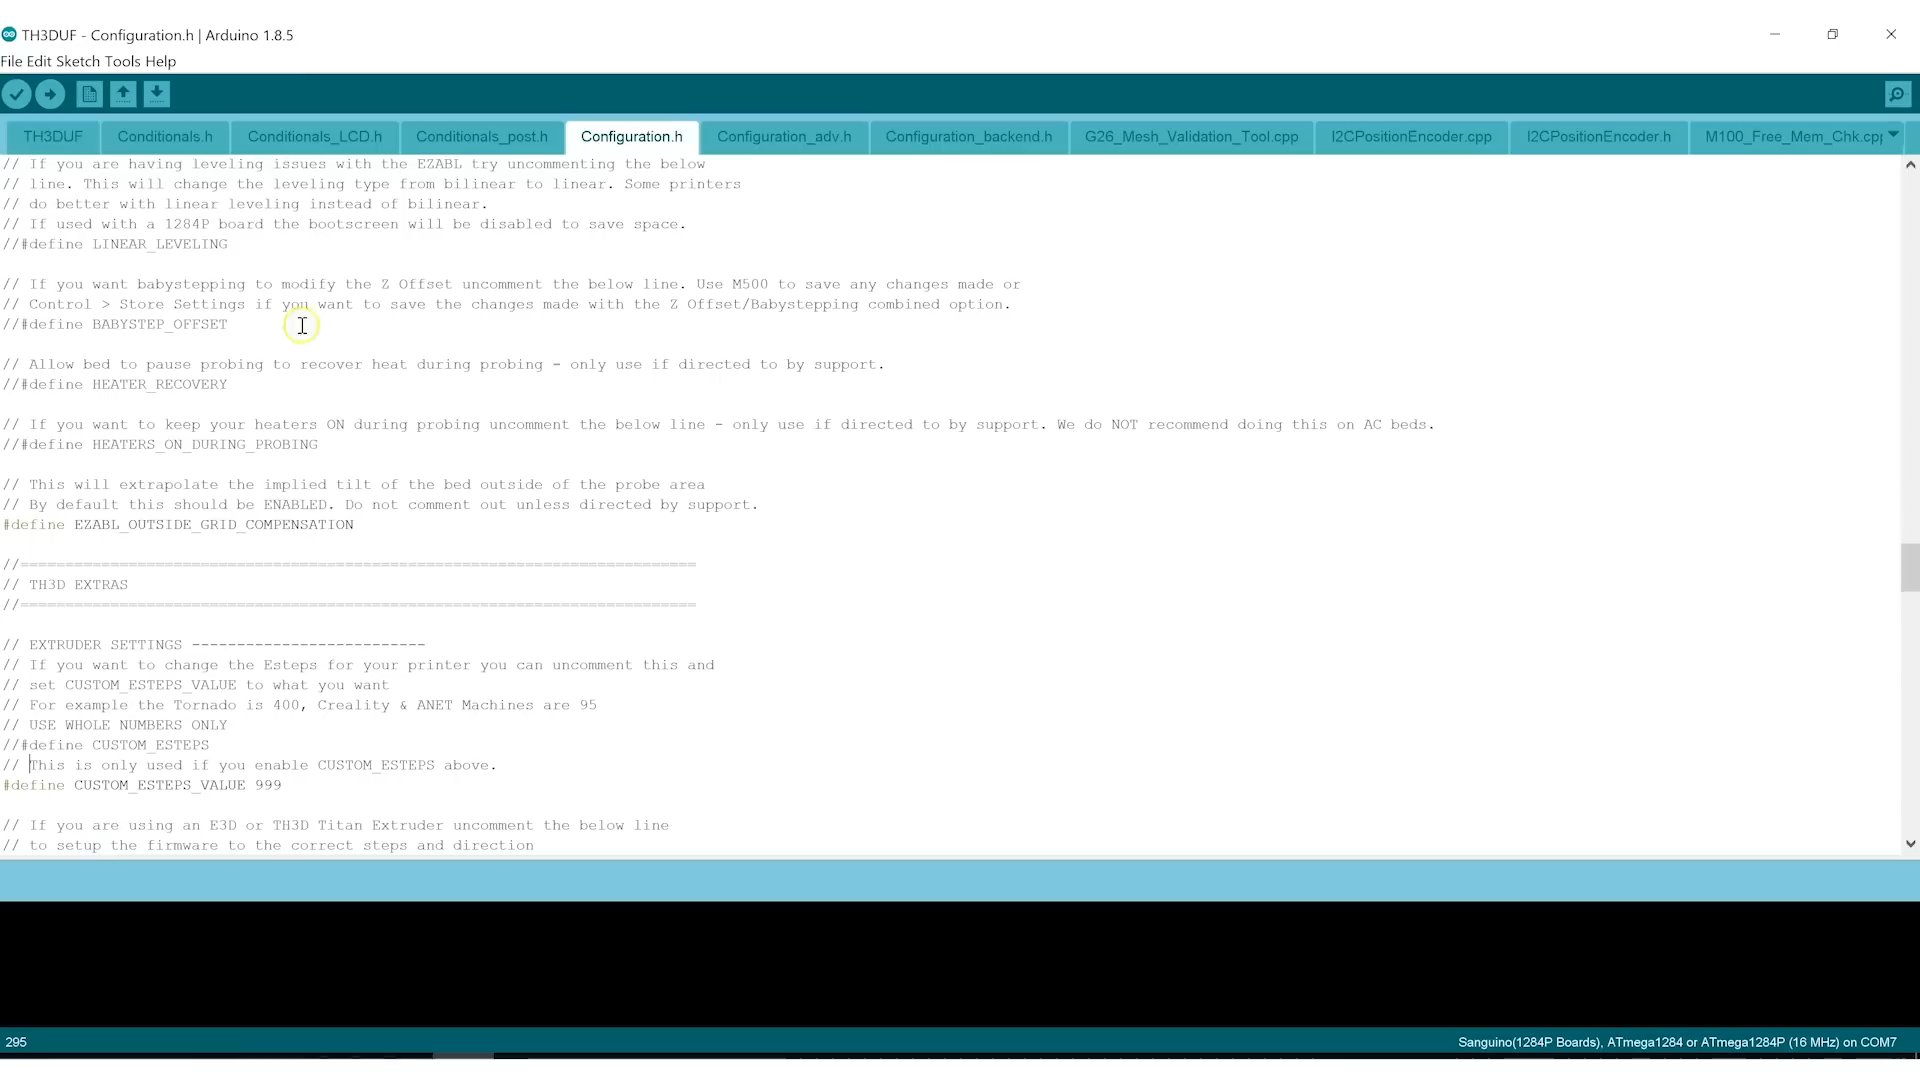 TH3DUF - Configuration.h | Arduino 1.8.5
File Edit Sketch Tools Help
TH3DUF Conditionals.h Conditionals_LCD.h Conditionals_post.h Configuration.h Configuration_adv.h Configuration_backend.h G26_Mesh_Validation_Tool.cpp I2CPositionEncoder.cpp I2CPositionEncoder.h M100_Free_Mem_Chk.cpp
// If you are having leveling issues with the EZABL try uncommenting the below
// line. This will change the leveling type from bilinear to linear. Some printers
// do better with linear leveling instead of bilinear.
// If used with a 1284P board the bootscreen will be disabled to save space.
//#define LINEAR_LEVELING
// If you want babystepping to modify the Z Offset uncomment the below line. Use M500 to save any changes made or
// Control > Store Settings if you want to save the changes made with the Z Offset/Babystepping combined option.
//#define BABYSTEP_OFFSET
// Allow bed to pause probing to recover heat during probing - only use if directed to by support.
//#define HEATER_RECOVERY
// If you want to keep your heaters ON during probing uncomment the below line - only use if directed to by support. We do NOT recommend doing this on AC beds.
//#define HEATERS_ON_DURING_PROBING
// This will extrapolate the implied tilt of the bed outside of the probe area
// By default this should be ENABLED. Do not comment out unless directed by support.
#define EZABL_OUTSIDE_GRID_COMPENSATION
//===========================================================================
// TH3D EXTRAS
//===========================================================================
// EXTRUDER SETTINGS --------------------------
// If you want to change the Esteps for your printer you can uncomment this and
// set CUSTOM_ESTEPS_VALUE to what you want
// For example the Tornado is 400, Creality & ANET Machines are 95
// USE WHOLE NUMBERS ONLY
//#define CUSTOM_ESTEPS
// This is only used if you enable CUSTOM_ESTEPS above.
#define CUSTOM_ESTEPS_VALUE 999
// If you are using an E3D or TH3D Titan Extruder uncomment the below line
// to setup the firmware to the correct steps and direction
295
Sanguino(1284P Boards), ATmega1284 or ATmega1284P (16 MHz) on COM7